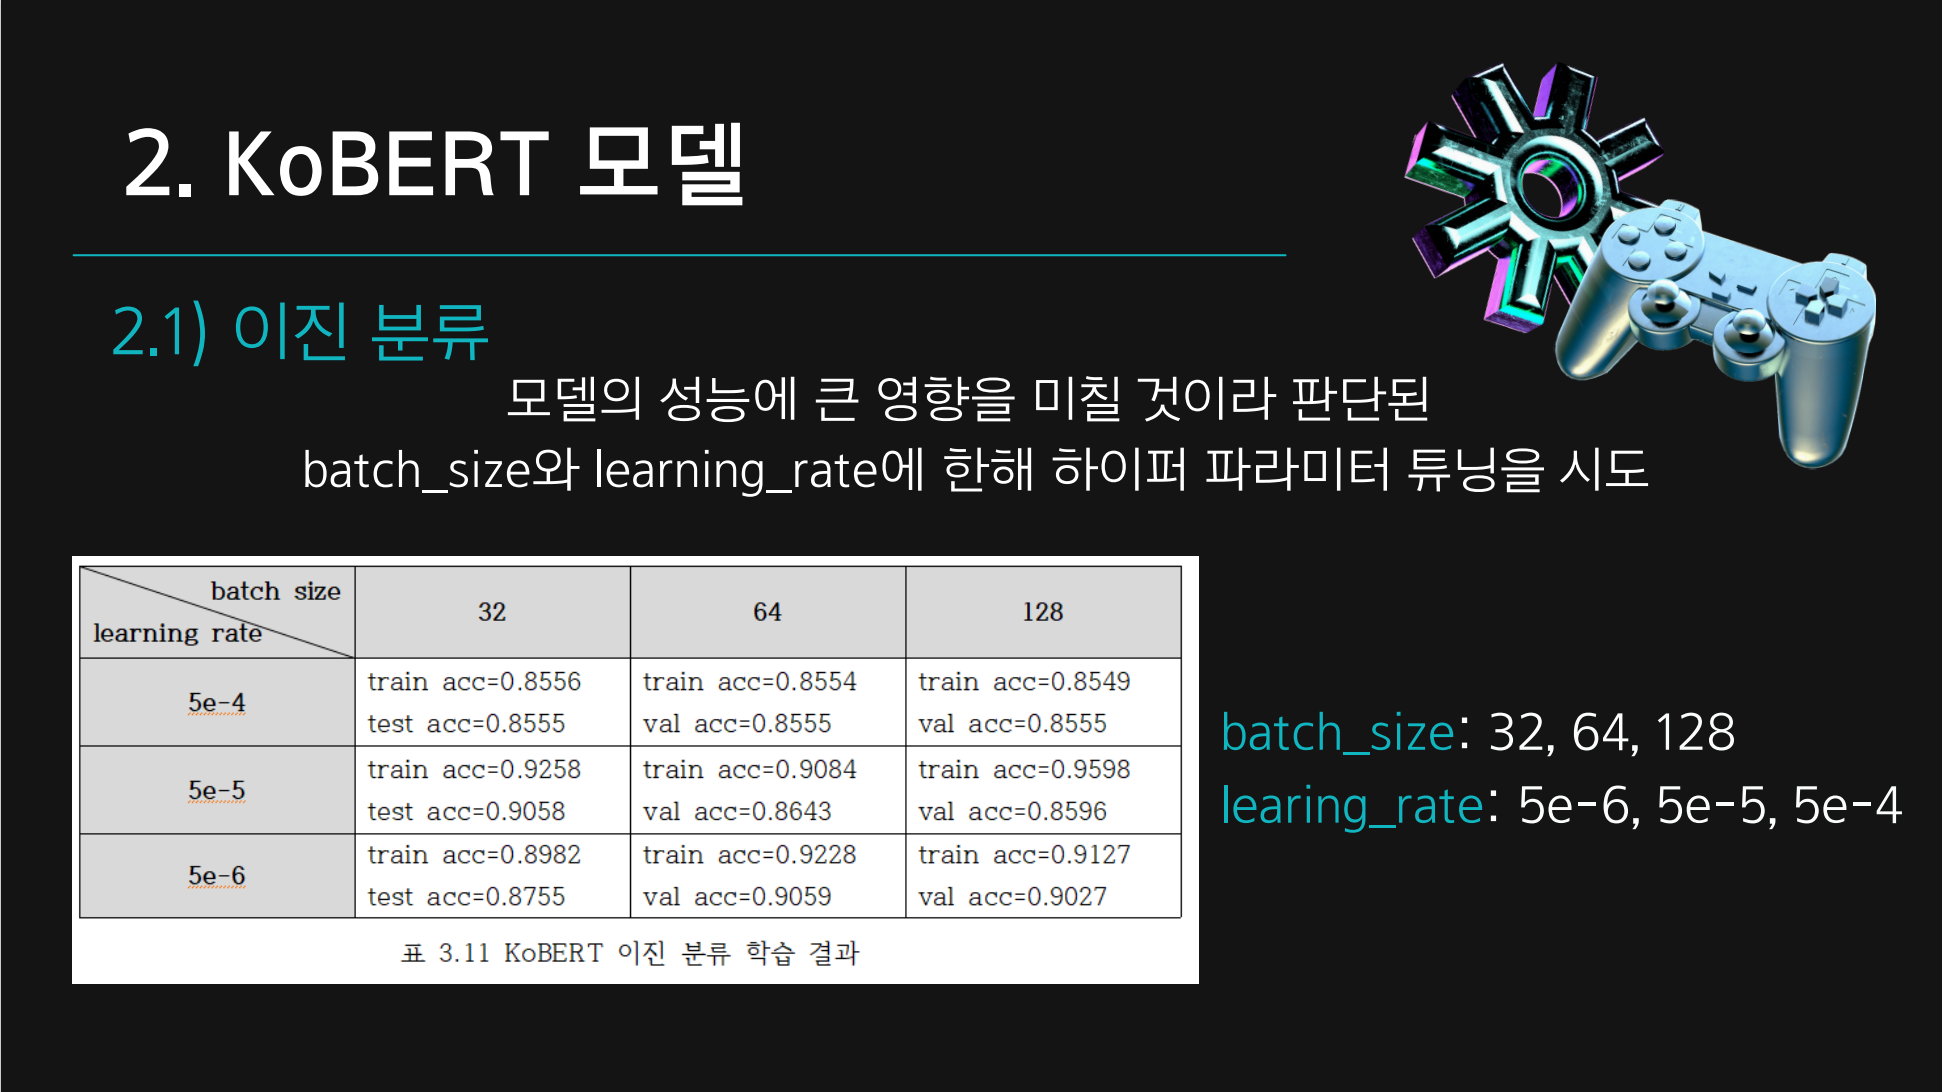 2. KoBERT 모델
2.1) 이진 분류
모델의 성능에 큰 영향을 미칠 것이라 판단된
batch_size와 learning_rate에 한해 하이퍼 파라미터 튜닝을 시도
batch size
learning rate
32
64
128
5e-4
train acc=0.8556
test acc=0.8555
train acc=0.8554
val acc=0.8555
train acc=0.8549
val acc=0.8555
5e-5
train acc=0.9258
test acc=0.9058
train acc=0.9084
val acc=0.8643
train acc=0.9598
val acc=0.8596
5e-6
train acc=0.8982
test acc=0.8755
train acc=0.9228
val acc=0.9059
train acc=0.9127
val acc=0.9027
표 3.11 KoBERT 이진 분류 학습 결과
batch_size: 32, 64, 128
learing_rate: 5e-6, 5e-5, 5e-4